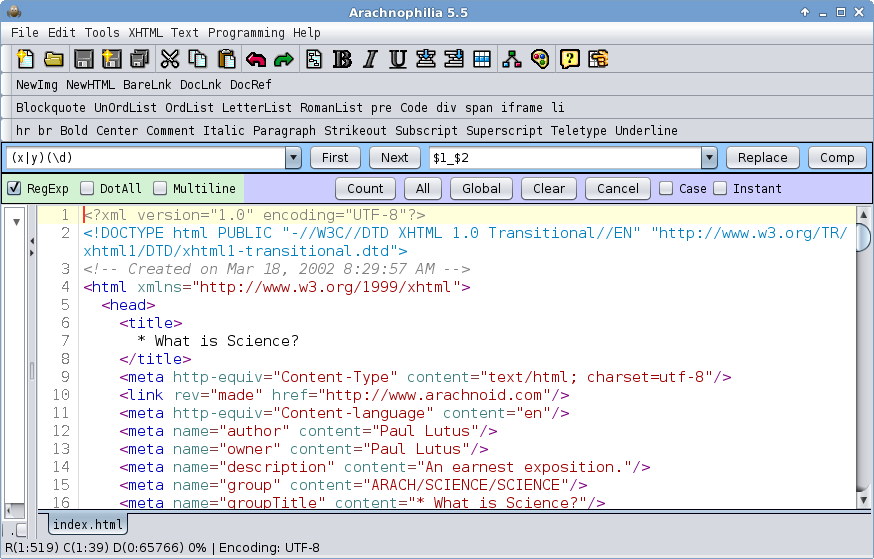 Arachnophilia 5.5
File Edit Tools XHTML Text Programming Help
NewImg NewHTML BareLnk DocLnk DocRef
Blockquote UnOrdList OrdList LetterList RomanList pre Code div span iframe li
hr br Bold Center Comment Italic Paragraph Strikeout Subscript Superscript Teletype Underline
(x|y)(\d) First Next $1_$2 Replace Comp
RegExp DotAll Multiline Count All Global Clear Cancel Case Instant
1 <?xml version="1.0" encoding="UTF-8"?>
2 <!DOCTYPE html PUBLIC "-//W3C//DTD XHTML 1.0 Transitional//EN" "http://www.w3.org/TR/
xhtml1/DTD/xhtml1-transitional.dtd">
3 <!-- Created on Mar 18, 2002 8:29:57 AM -->
4 <html xmlns="http://www.w3.org/1999/xhtml">
5 <head>
6 <title>
7 * What is Science?
8 </title>
9 <meta http-equiv="Content-Type" content="text/html; charset=utf-8"/>
10 <link rev="made" href="http://www.arachnoid.com"/>
11 <meta http-equiv="Content-language" content="en"/>
12 <meta name="author" content="Paul Lutus"/>
13 <meta name="owner" content="Paul Lutus"/>
14 <meta name="description" content="An earnest exposition."/>
15 <meta name="group" content="ARACH/SCIENCE/SCIENCE"/>
16 <meta name="groupTitle" content="* What is Science?"/>
index.html
R(1:519) C(1:39) D(0:65766) 0% | Encoding: UTF-8